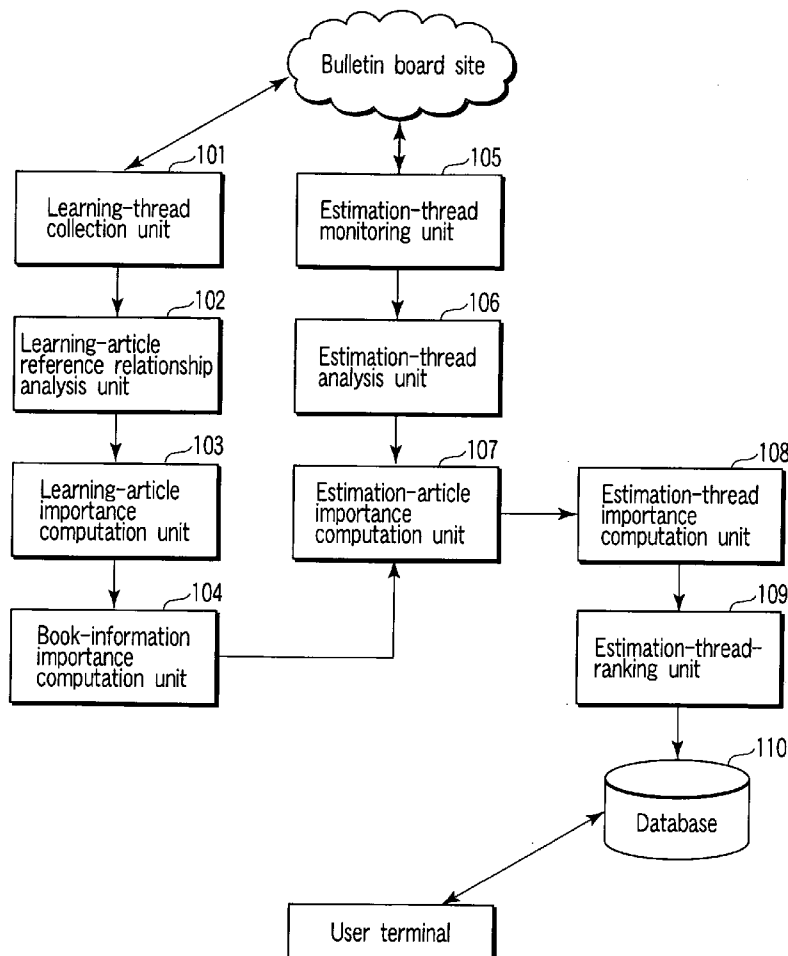 Bulletin board site
101
Learning-thread
collection unit
105
Estimation-thread
monitoring unit
102
Learning-article
reference relationship
analysis unit
106
Estimation-thread
analysis unit
103
Learning-article
importance
computation unit
107
Estimation-article
importance
computation unit
108
Estimation-thread
importance
computation unit
104
Book-information
importance
computation unit
109
Estimation-thread-
ranking unit
110
Database
User terminal